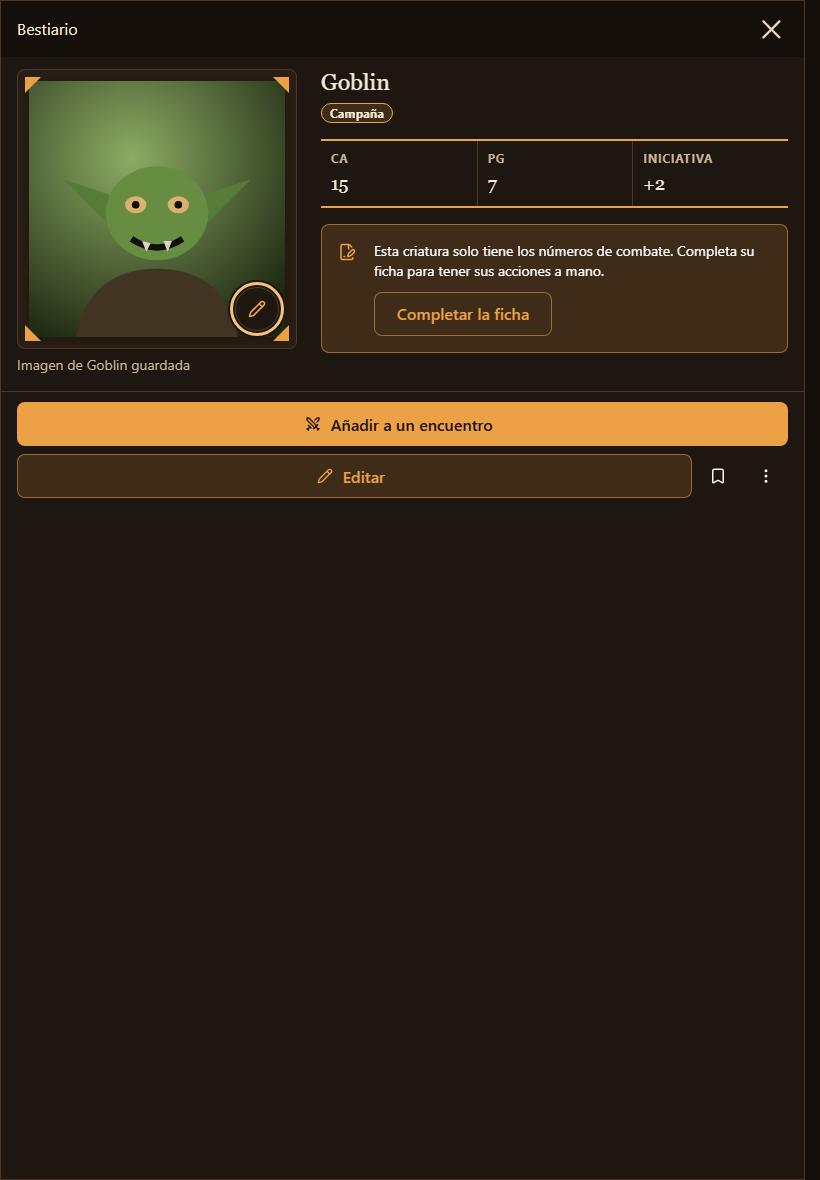 Bestiario
Goblin
Campaña
CA
15
PG
7
INICIATIVA
+2
Esta criatura solo tiene los números de combate. Completa su
ficha para tener sus acciones a mano.
Completar la ficha
Imagen de Goblin guardada
Añadir a un encuentro
Editar